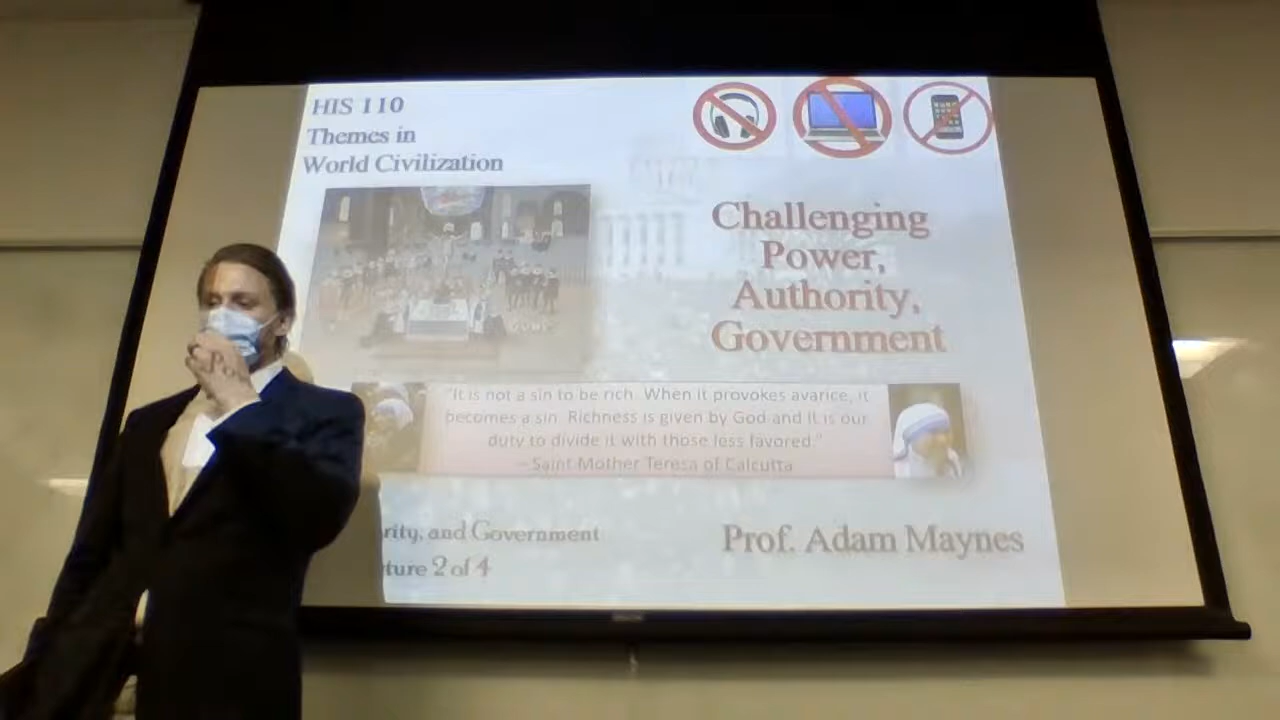 HIS 110
Themes in
World Civilization
Challenging
Power,
Authority,
Government
"It is not a sin to be rich. When it provokes avarice, it
becomes a sin. Richness is given by God and it is our
duty to divide it with those less favored."
– Saint Mother Teresa of Calcutta
rity, and Government
ture 2 of 4
Prof. Adam Maynes